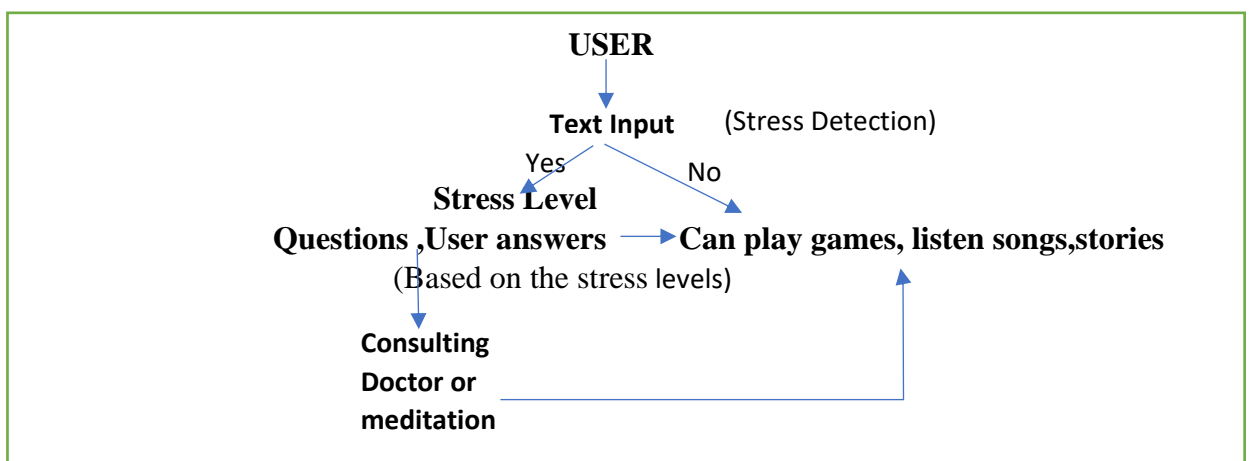 USER
Text Input (Stress Detection)
Yes
No
Stress Level
Questions ,User answers Can play games, listen songs,stories
(Based on the stress levels)
Consulting
Doctor or
meditation